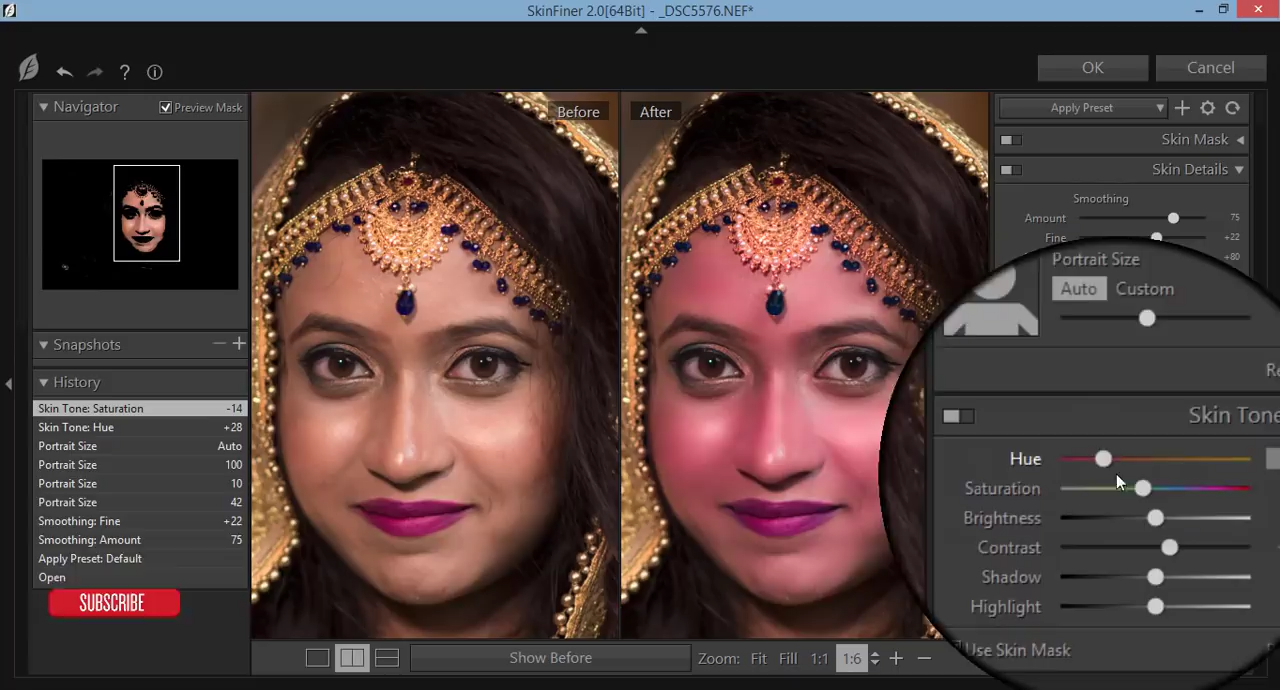 SkinFiner 2.0[64Bit] - _DSC5576.NEF*
OK
Cancel
Navigator
Preview Mask
Before
After
Apply Preset
Skin Mask
Skin Details
Smoothing
Amount 75
Fine +22
+80
Portrait Size
Auto Custom
Snapshots
History
Skin Tone: Saturation -14
Skin Tone: Hue +28
Portrait Size Auto
Portrait Size 100
Portrait Size 10
Portrait Size 42
Smoothing: Fine +22
Smoothing: Amount 75
Apply Preset: Default
Open
SUBSCRIBE
Skin Tone
Hue
Saturation
Brightness
Contrast
Shadow
Highlight
Use Skin Mask
Show Before
Zoom: Fit Fill 1:1 1:6